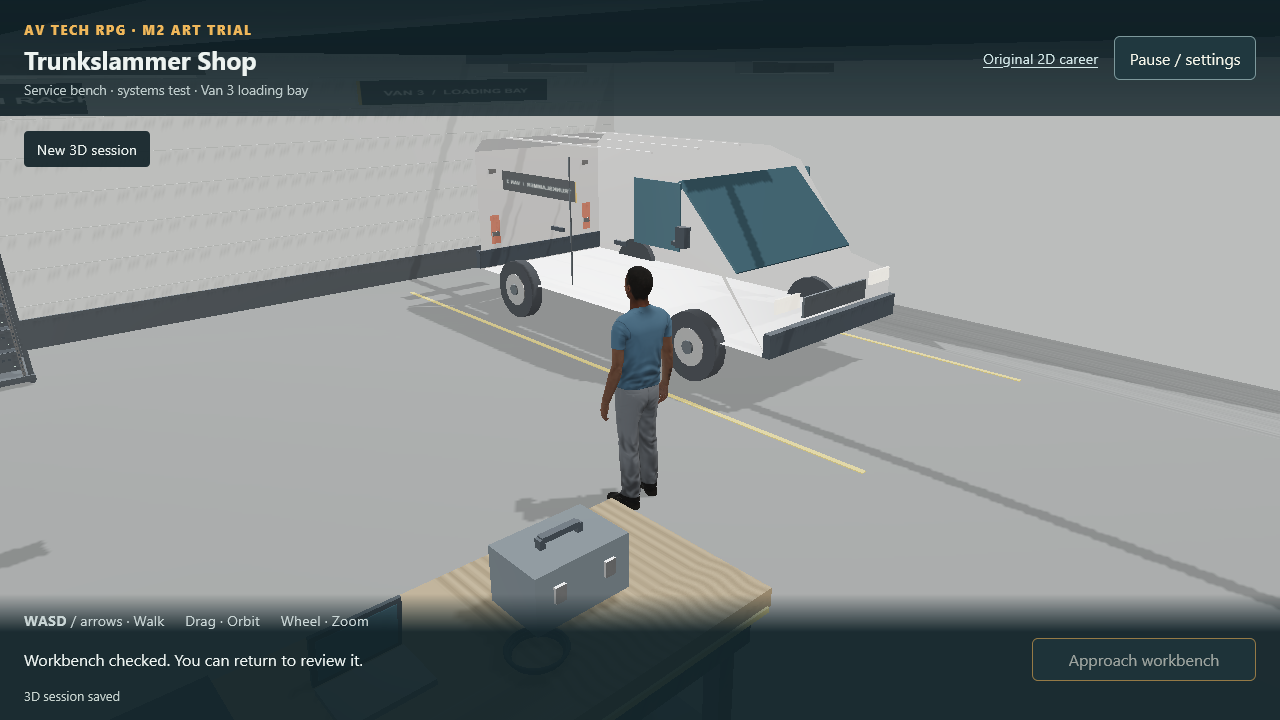 AV TECH RPG · M2 ART TRIAL
Trunkslammer Shop
Service bench · systems test · Van 3 loading bay
Original 2D career
Pause / settings
VAN 3 / LOADING BAY
New 3D session
WASD / arrows · Walk Drag · Orbit Wheel · Zoom
Workbench checked. You can return to review it.
3D session saved
Approach workbench